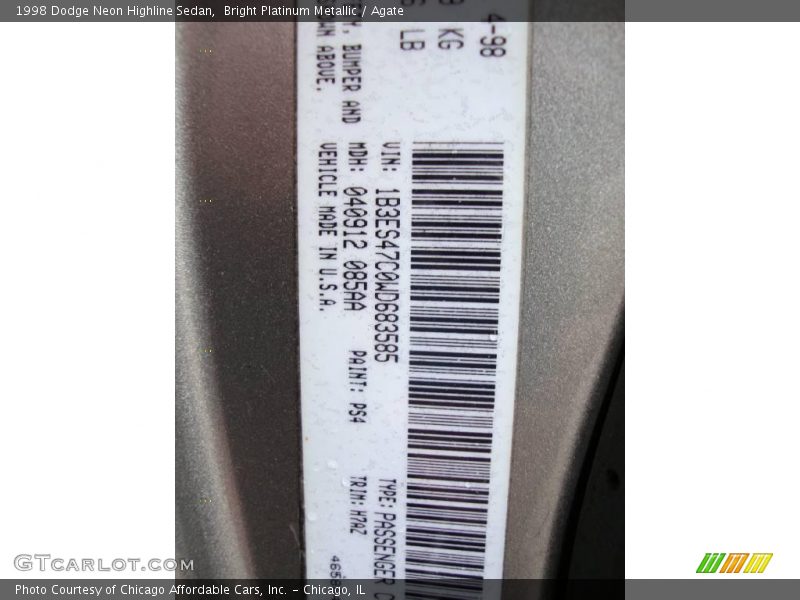 1998 Dodge Neon Highline Sedan, Bright Platinum Metallic / Agate
4-98
KG
LB
, BUMPER AND
SHOWN ABOVE.
VIN: 1B3ES47C0WD683585 TYPE: PASSENGER C
MDH: 040912 085AA PAINT: PS4 TRIM: H7AZ
VEHICLE MADE IN U.S.A.
GTCARLOT.COM
Photo Courtesy of Chicago Affordable Cars, Inc. - Chicago, IL